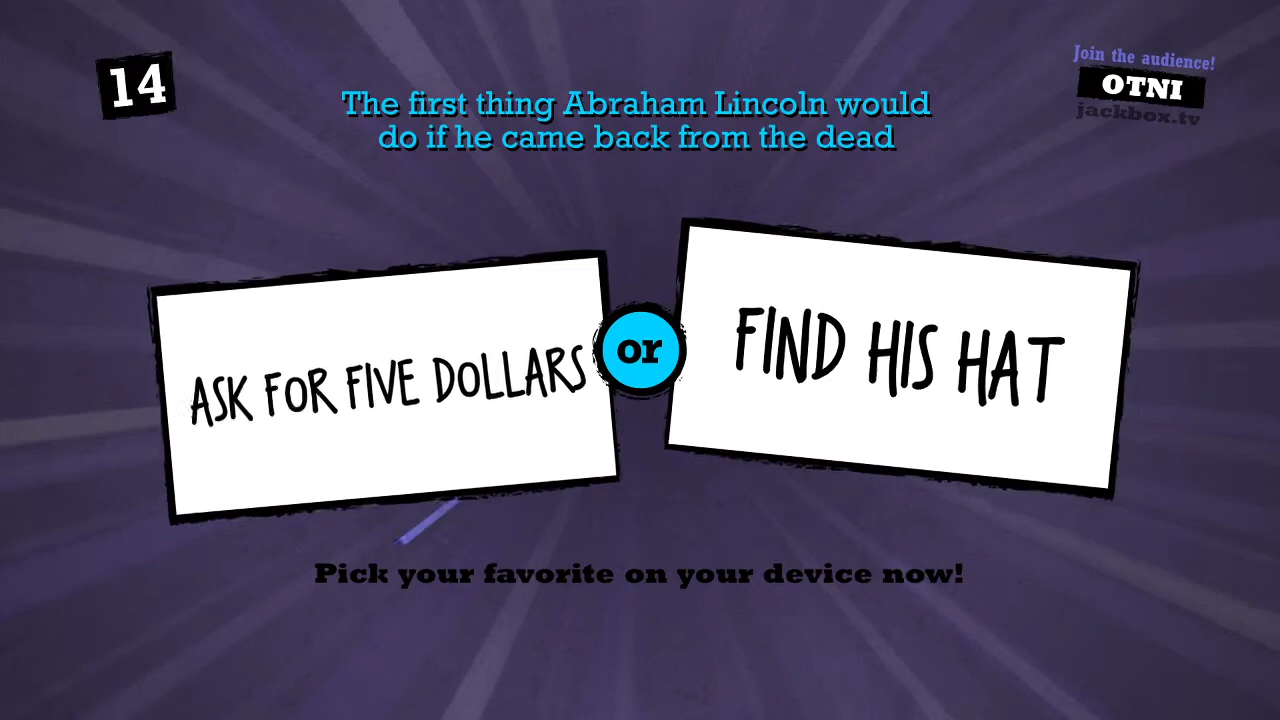 14
Join the audience!
OTNI
jackbox.tv
The first thing Abraham Lincoln would
do if he came back from the dead
ASK FOR FIVE DOLLARS
or
FIND HIS HAT
Pick your favorite on your device now!